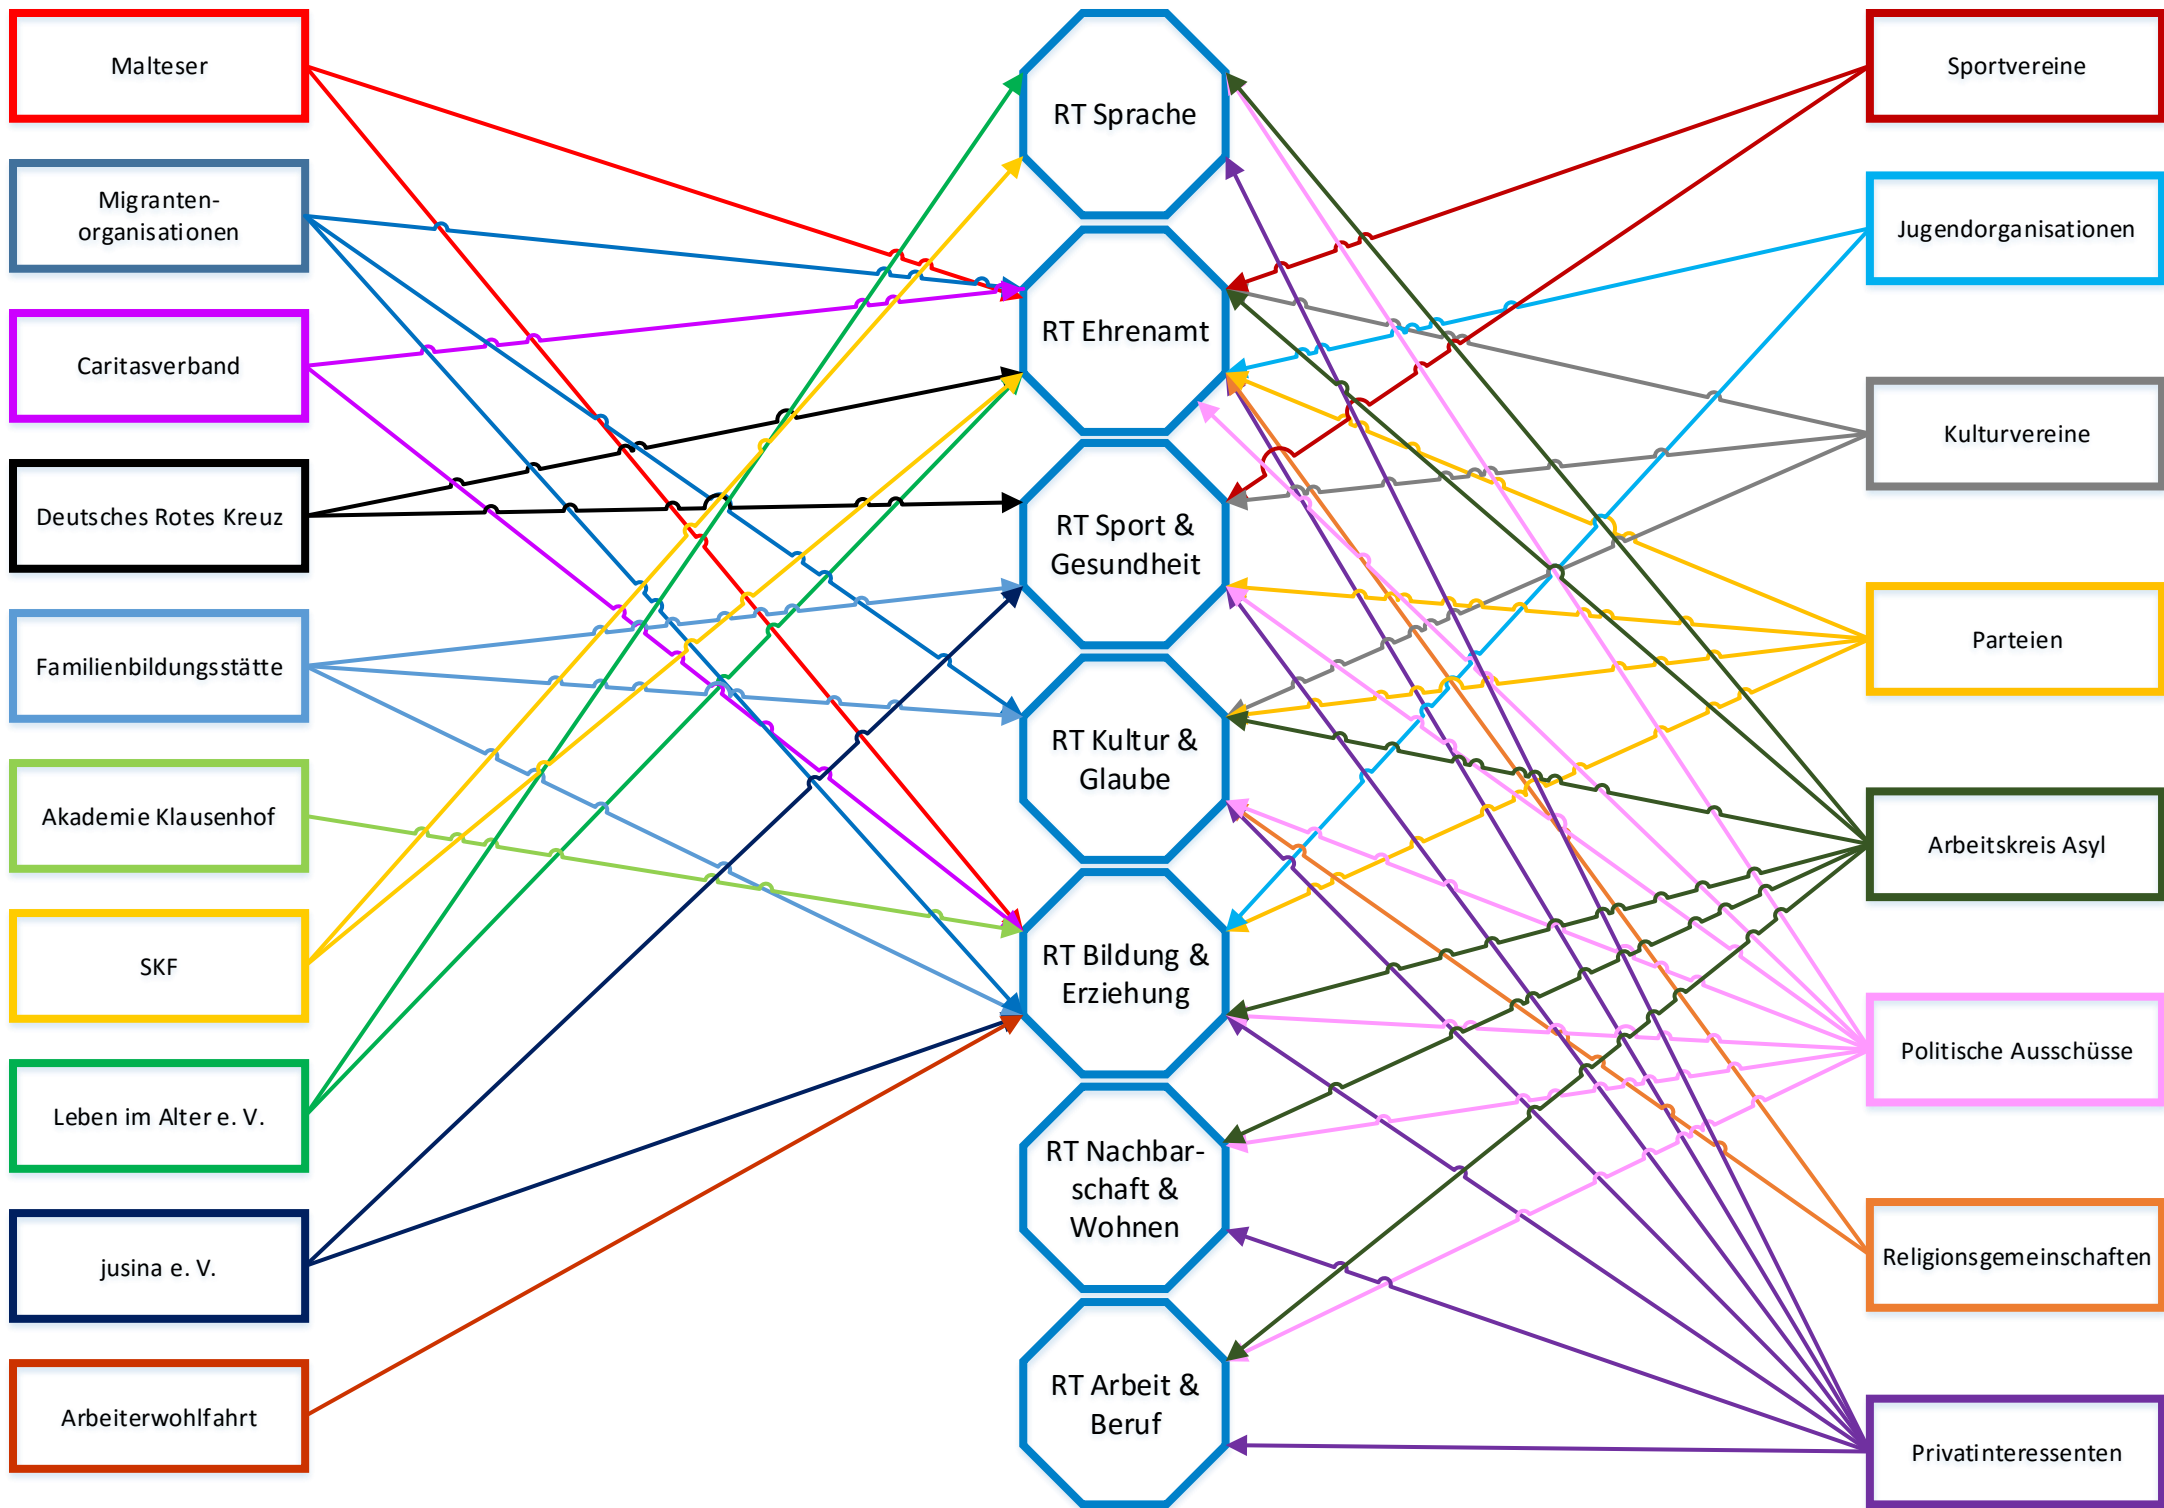 Malteser
Migranten-
organisationen
Caritasverband
Deutsches Rotes Kreuz
Familienbildungsstätte
Akademie Klausenhof
SKF
Leben im Alter e. V.
jusina e. V.
Arbeiterwohlfahrt
RT Sprache
RT Ehrenamt
RT Sport &
Gesundheit
RT Kultur &
Glaube
RT Bildung &
Erziehung
RT Nachbar-
schaft &
Wohnen
RT Arbeit &
Beruf
Sportvereine
Jugendorganisationen
Kulturvereine
Parteien
Arbeitskreis Asyl
Politische Ausschüsse
Religionsgemeinschaften
Privatinteressenten